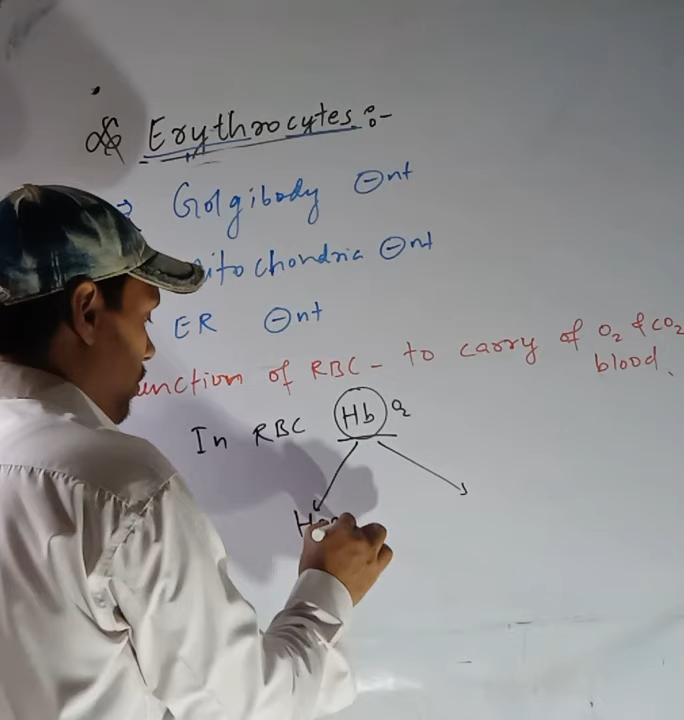 Erythrocytes :-
Golgibody ⊖nt
itochondria ⊖nt
ER ⊖nt
unction of RBC - to carry of O2 & CO2
blood.
In RBC Hb